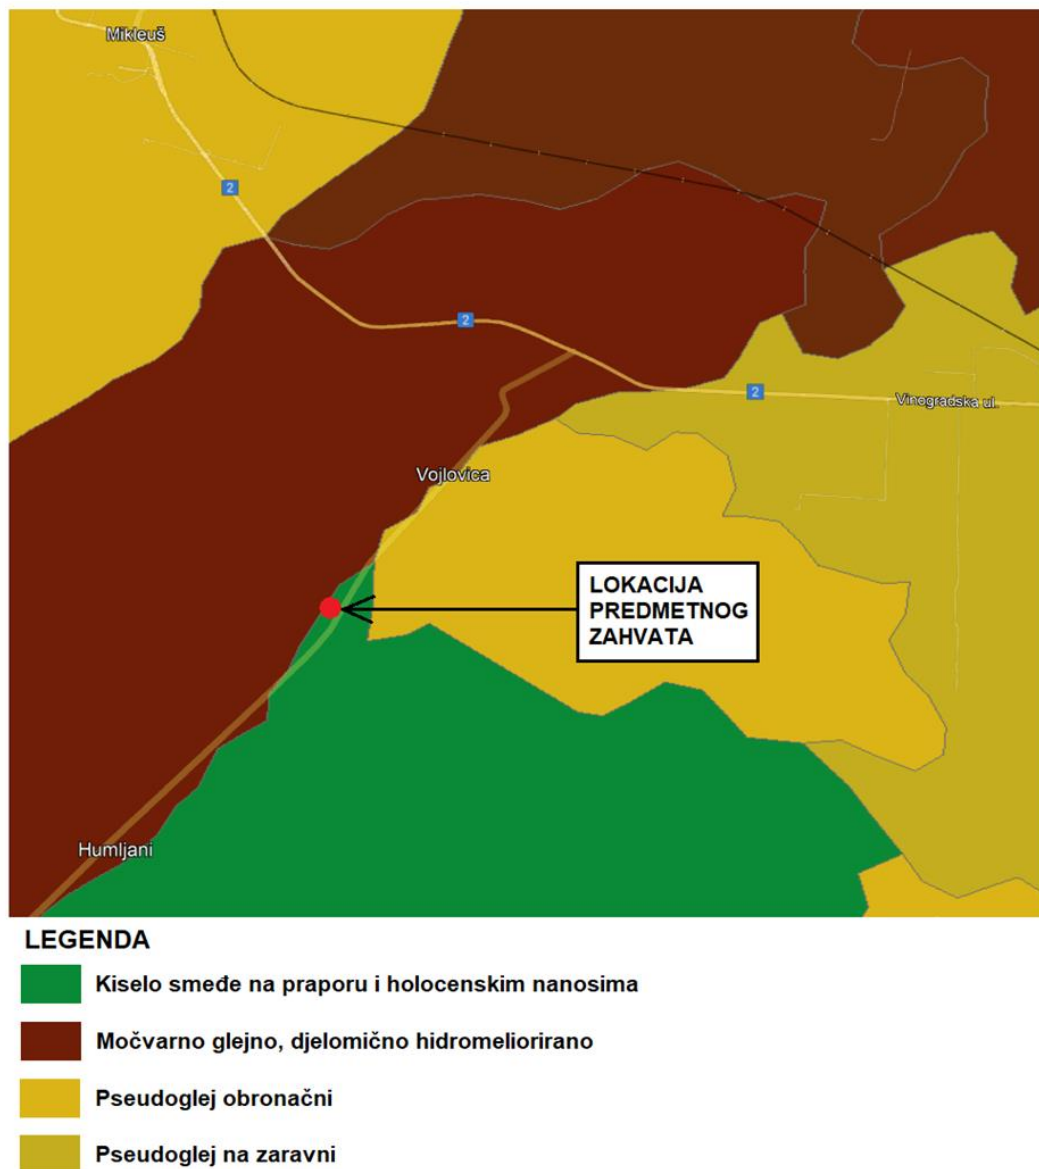 Mikleuš
2
2
2
Vinogradska ul.
Vojlovica
LOKACIJA
PREDMETNOG
ZAHVATA
Humljani
LEGENDA
Kiselo smeđe na praporu i holocenskim nanosima
Močvarno glejno, djelomično hidromeliorirano
Pseudoglej obronačni
Pseudoglej na zaravni